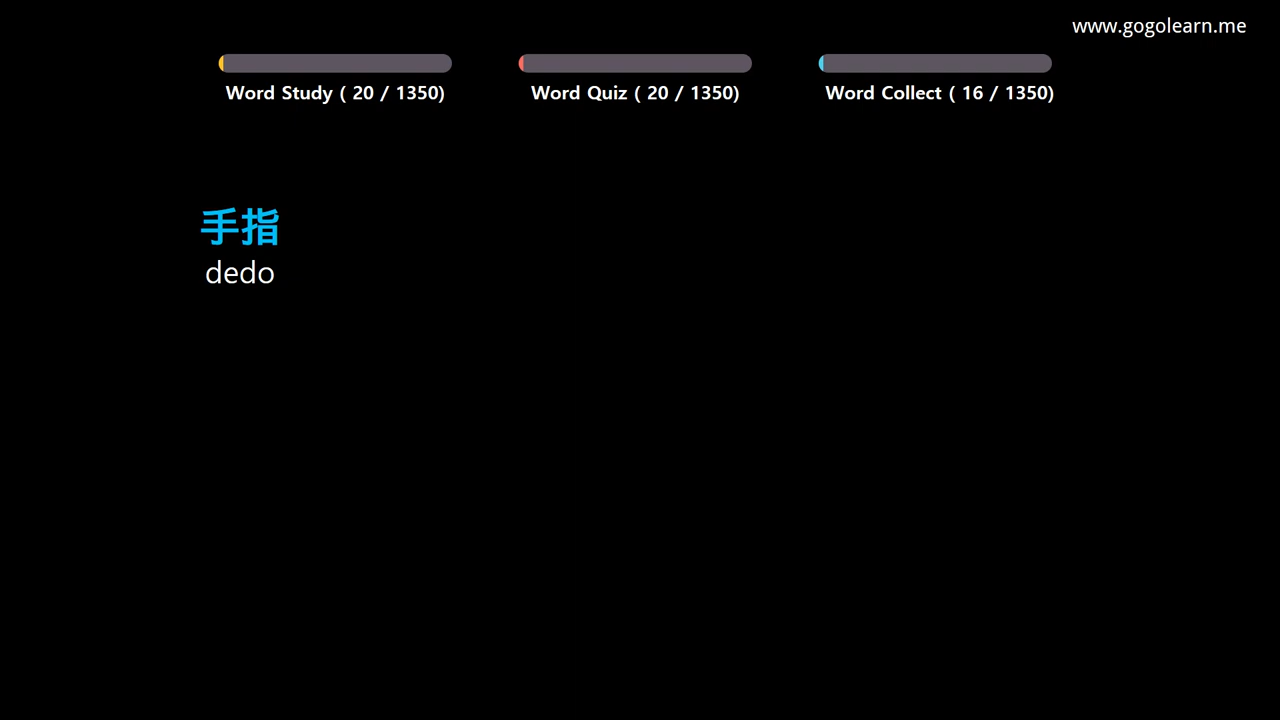 www.gogolearn.me
Word Study ( 20 / 1350)
Word Quiz ( 20 / 1350)
Word Collect ( 16 / 1350)
手指
dedo